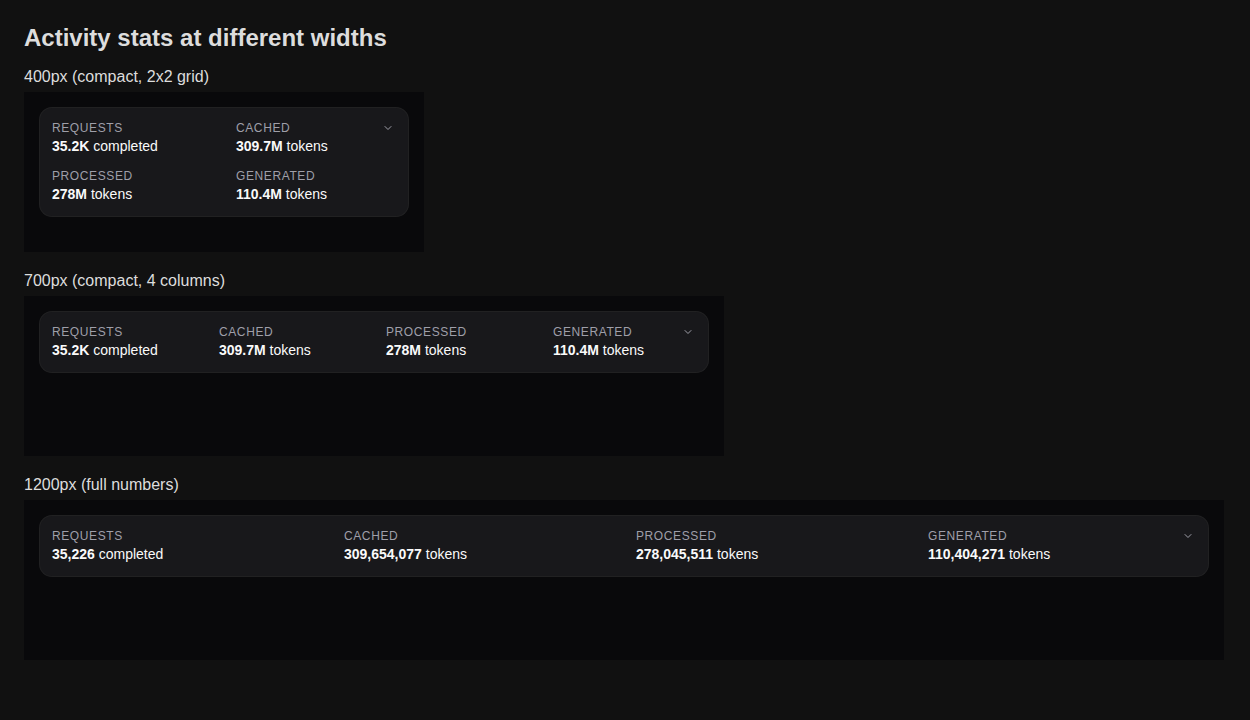 Activity stats at different widths
400px (compact, 2x2 grid)
REQUESTS CACHED
35.2K completed 309.7M tokens
PROCESSED GENERATED
278M tokens 110.4M tokens
700px (compact, 4 columns)
REQUESTS CACHED PROCESSED GENERATED
35.2K completed 309.7M tokens 278M tokens 110.4M tokens
1200px (full numbers)
REQUESTS CACHED PROCESSED GENERATED
35,226 completed 309,654,077 tokens 278,045,511 tokens 110,404,271 tokens